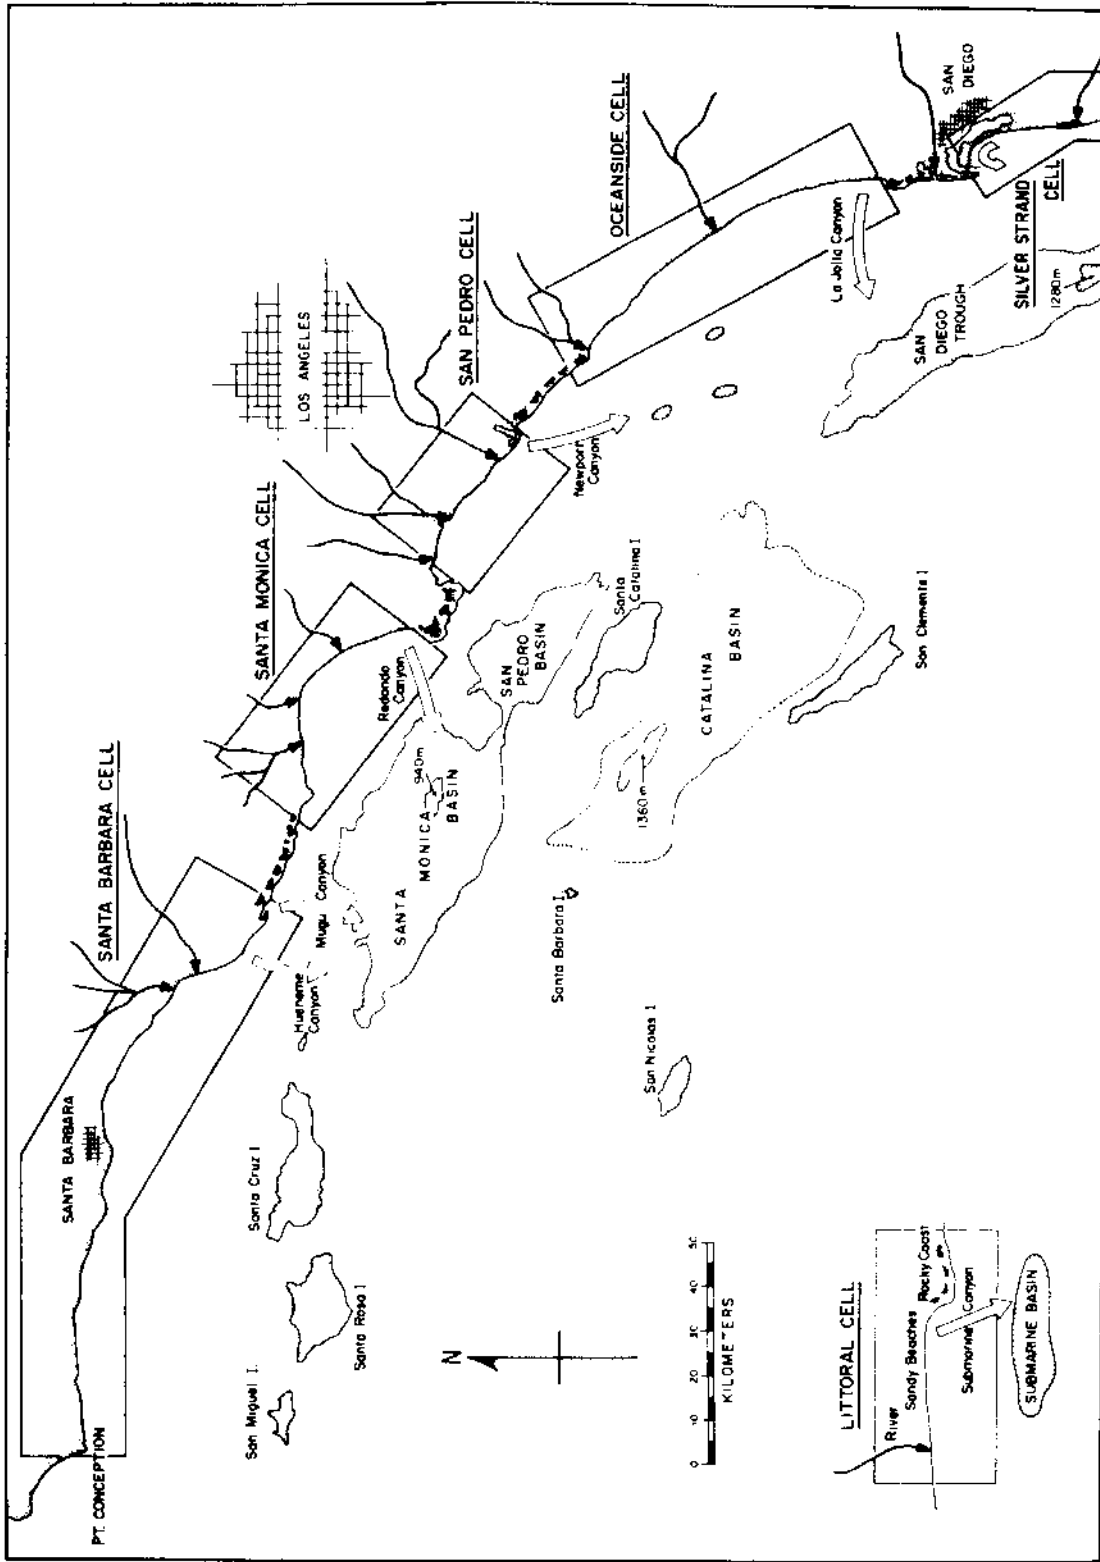 PT. CONCEPTION
SANTA BARBARA
SANTA BARBARA CELL
SANTA MONICA CELL
LOS ANGELES
SAN PEDRO CELL
OCEANSIDE CELL
SAN
DIEGO
SILVER STRAND
CELL
San Miguel I.
Santa Rosa I
Santa Cruz I
Hueneme
Canyon
Mugu Canyon
Redondo
Canyon
Newport
Canyon
La Jolla Canyon
SANTA
MONICA
BASIN
940m
SAN
PEDRO
BASIN
Santa
Catalina I
CATALINA
BASIN
1360m
San Clemente I
Santa Barbara I
San Nicolas I
SAN
DIEGO
TROUGH
1280m
N
0 10 20 30 40 50
KILOMETERS
LITTORAL CELL
River
Sandy Beaches
Rocky Coast
Submarine Canyon
SUBMARINE BASIN